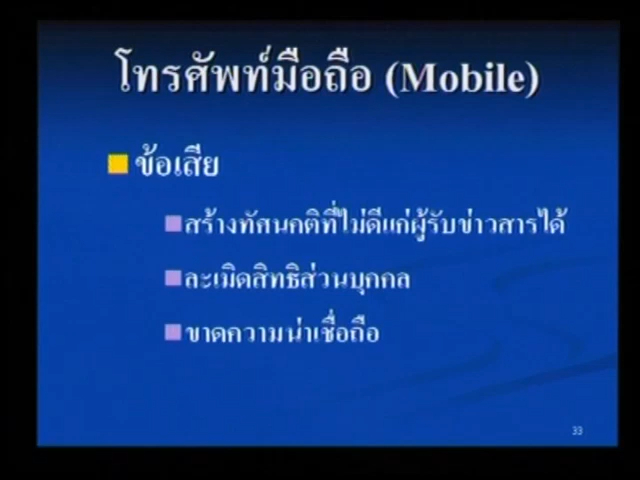 โทรศัพท์มือถือ (Mobile)
ข้อเสีย
สร้างทัศนคติที่ไม่ดีแก่ผู้รับข่าวสารได้
ละเมิดสิทธิส่วนบุคกล
ขาดความน่าเชื่อถือ
33